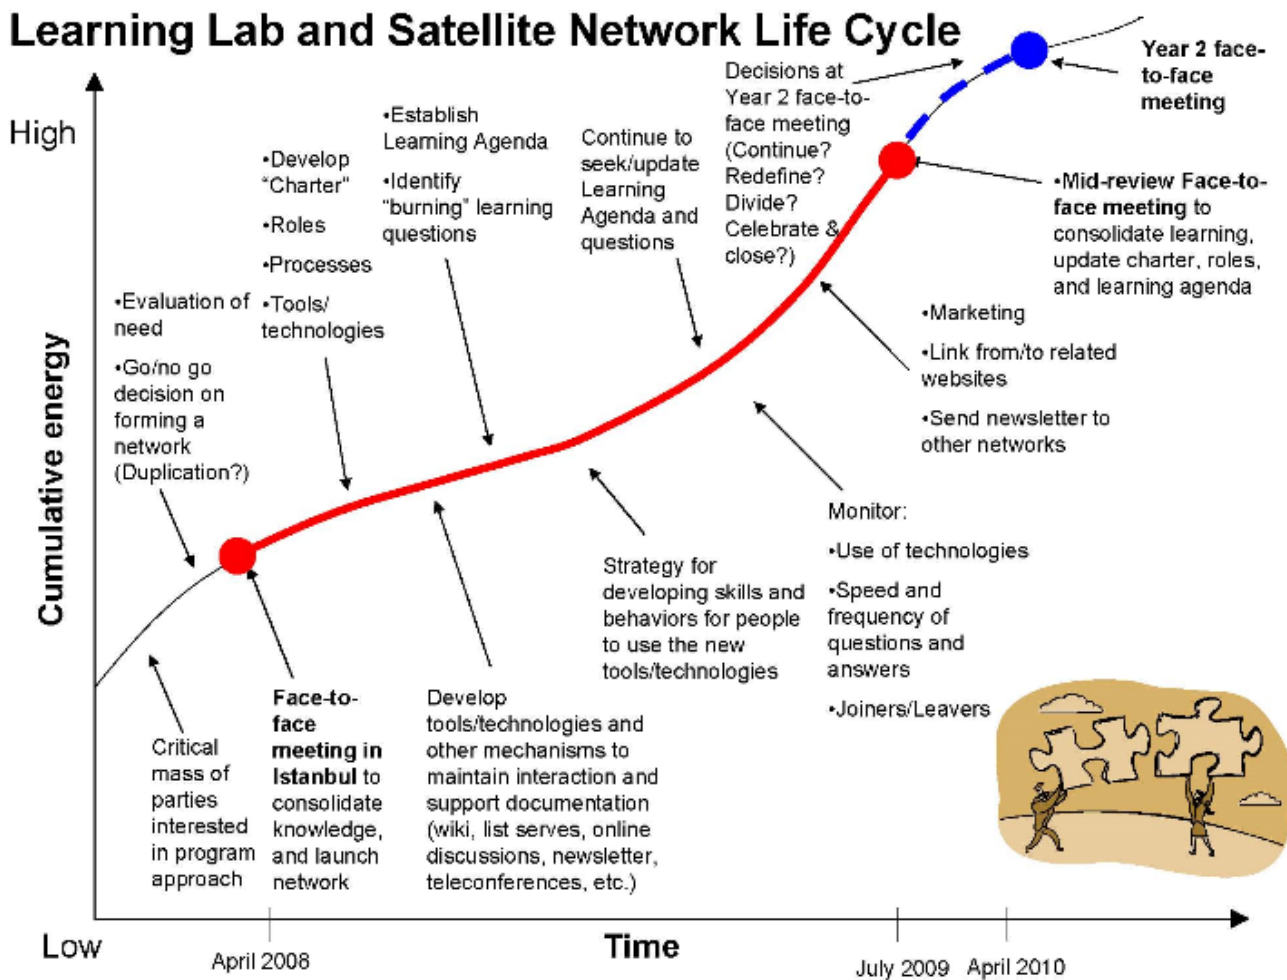 Learning Lab and Satellite Network Life Cycle
High
Cumulative energy
Low
Time
April 2008
July 2009
April 2010
•Evaluation of
need
•Go/no go
decision on
forming a
network
(Duplication?)
•Develop
“Charter”
•Roles
•Processes
•Tools/
technologies
•Establish
Learning Agenda
•Identify
“burning” learning
questions
Continue to
seek/update
Learning
Agenda and
questions
Decisions at
Year 2 face-to-
face meeting
(Continue?
Redefine?
Divide?
Celebrate &
close?)
Year 2 face-
to-face
meeting
•Mid-review Face-to-
face meeting to
consolidate learning,
update charter, roles,
and learning agenda
•Marketing
•Link from/to related
websites
•Send newsletter to
other networks
Monitor:
•Use of technologies
•Speed and
frequency of
questions and
answers
•Joiners/Leavers
Strategy for
developing skills and
behaviors for people
to use the new
tools/technologies
Develop
tools/technologies and
other mechanisms to
maintain interaction and
support documentation
(wiki, list serves, online
discussions, newsletter,
teleconferences, etc.)
Face-to-
face
meeting in
Istanbul to
consolidate
knowledge,
and launch
network
Critical
mass of
parties
interested
in program
approach